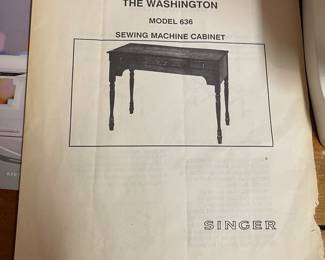 THE WASHINGTON
MODEL 636
SEWING MACHINE CABINET
SINGER